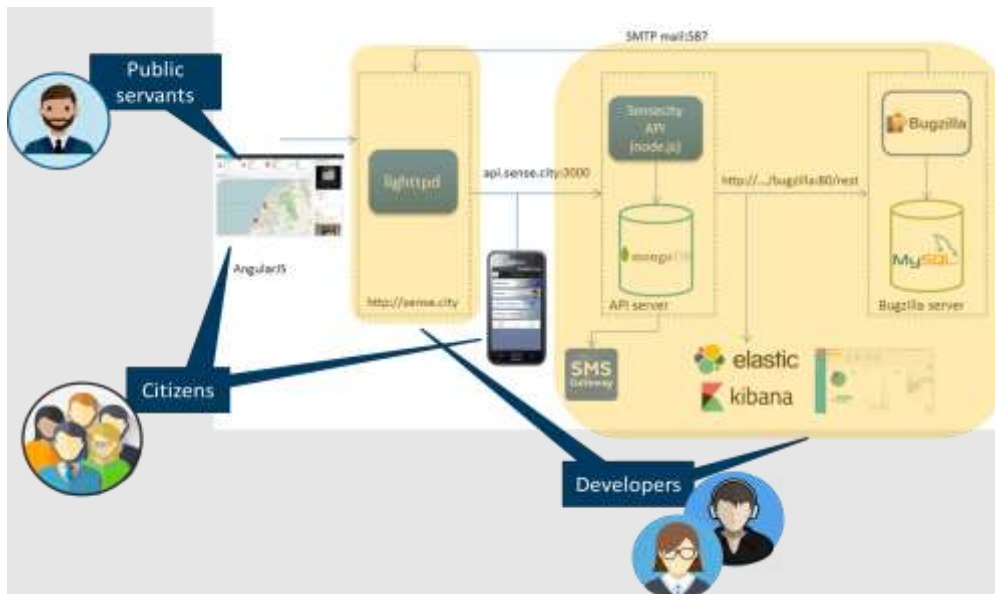 SMTP mail:587
Public
servants
SenseCity
API
(node.js)
Bugzilla
lighttpd
api.sense.city:3000
http://.../bugzilla:80/rest
mongoDB
MySQL
AngularJS
http://sense.city
API server
Bugzilla server
SMS
Gateway
elastic
kibana
Citizens
Developers